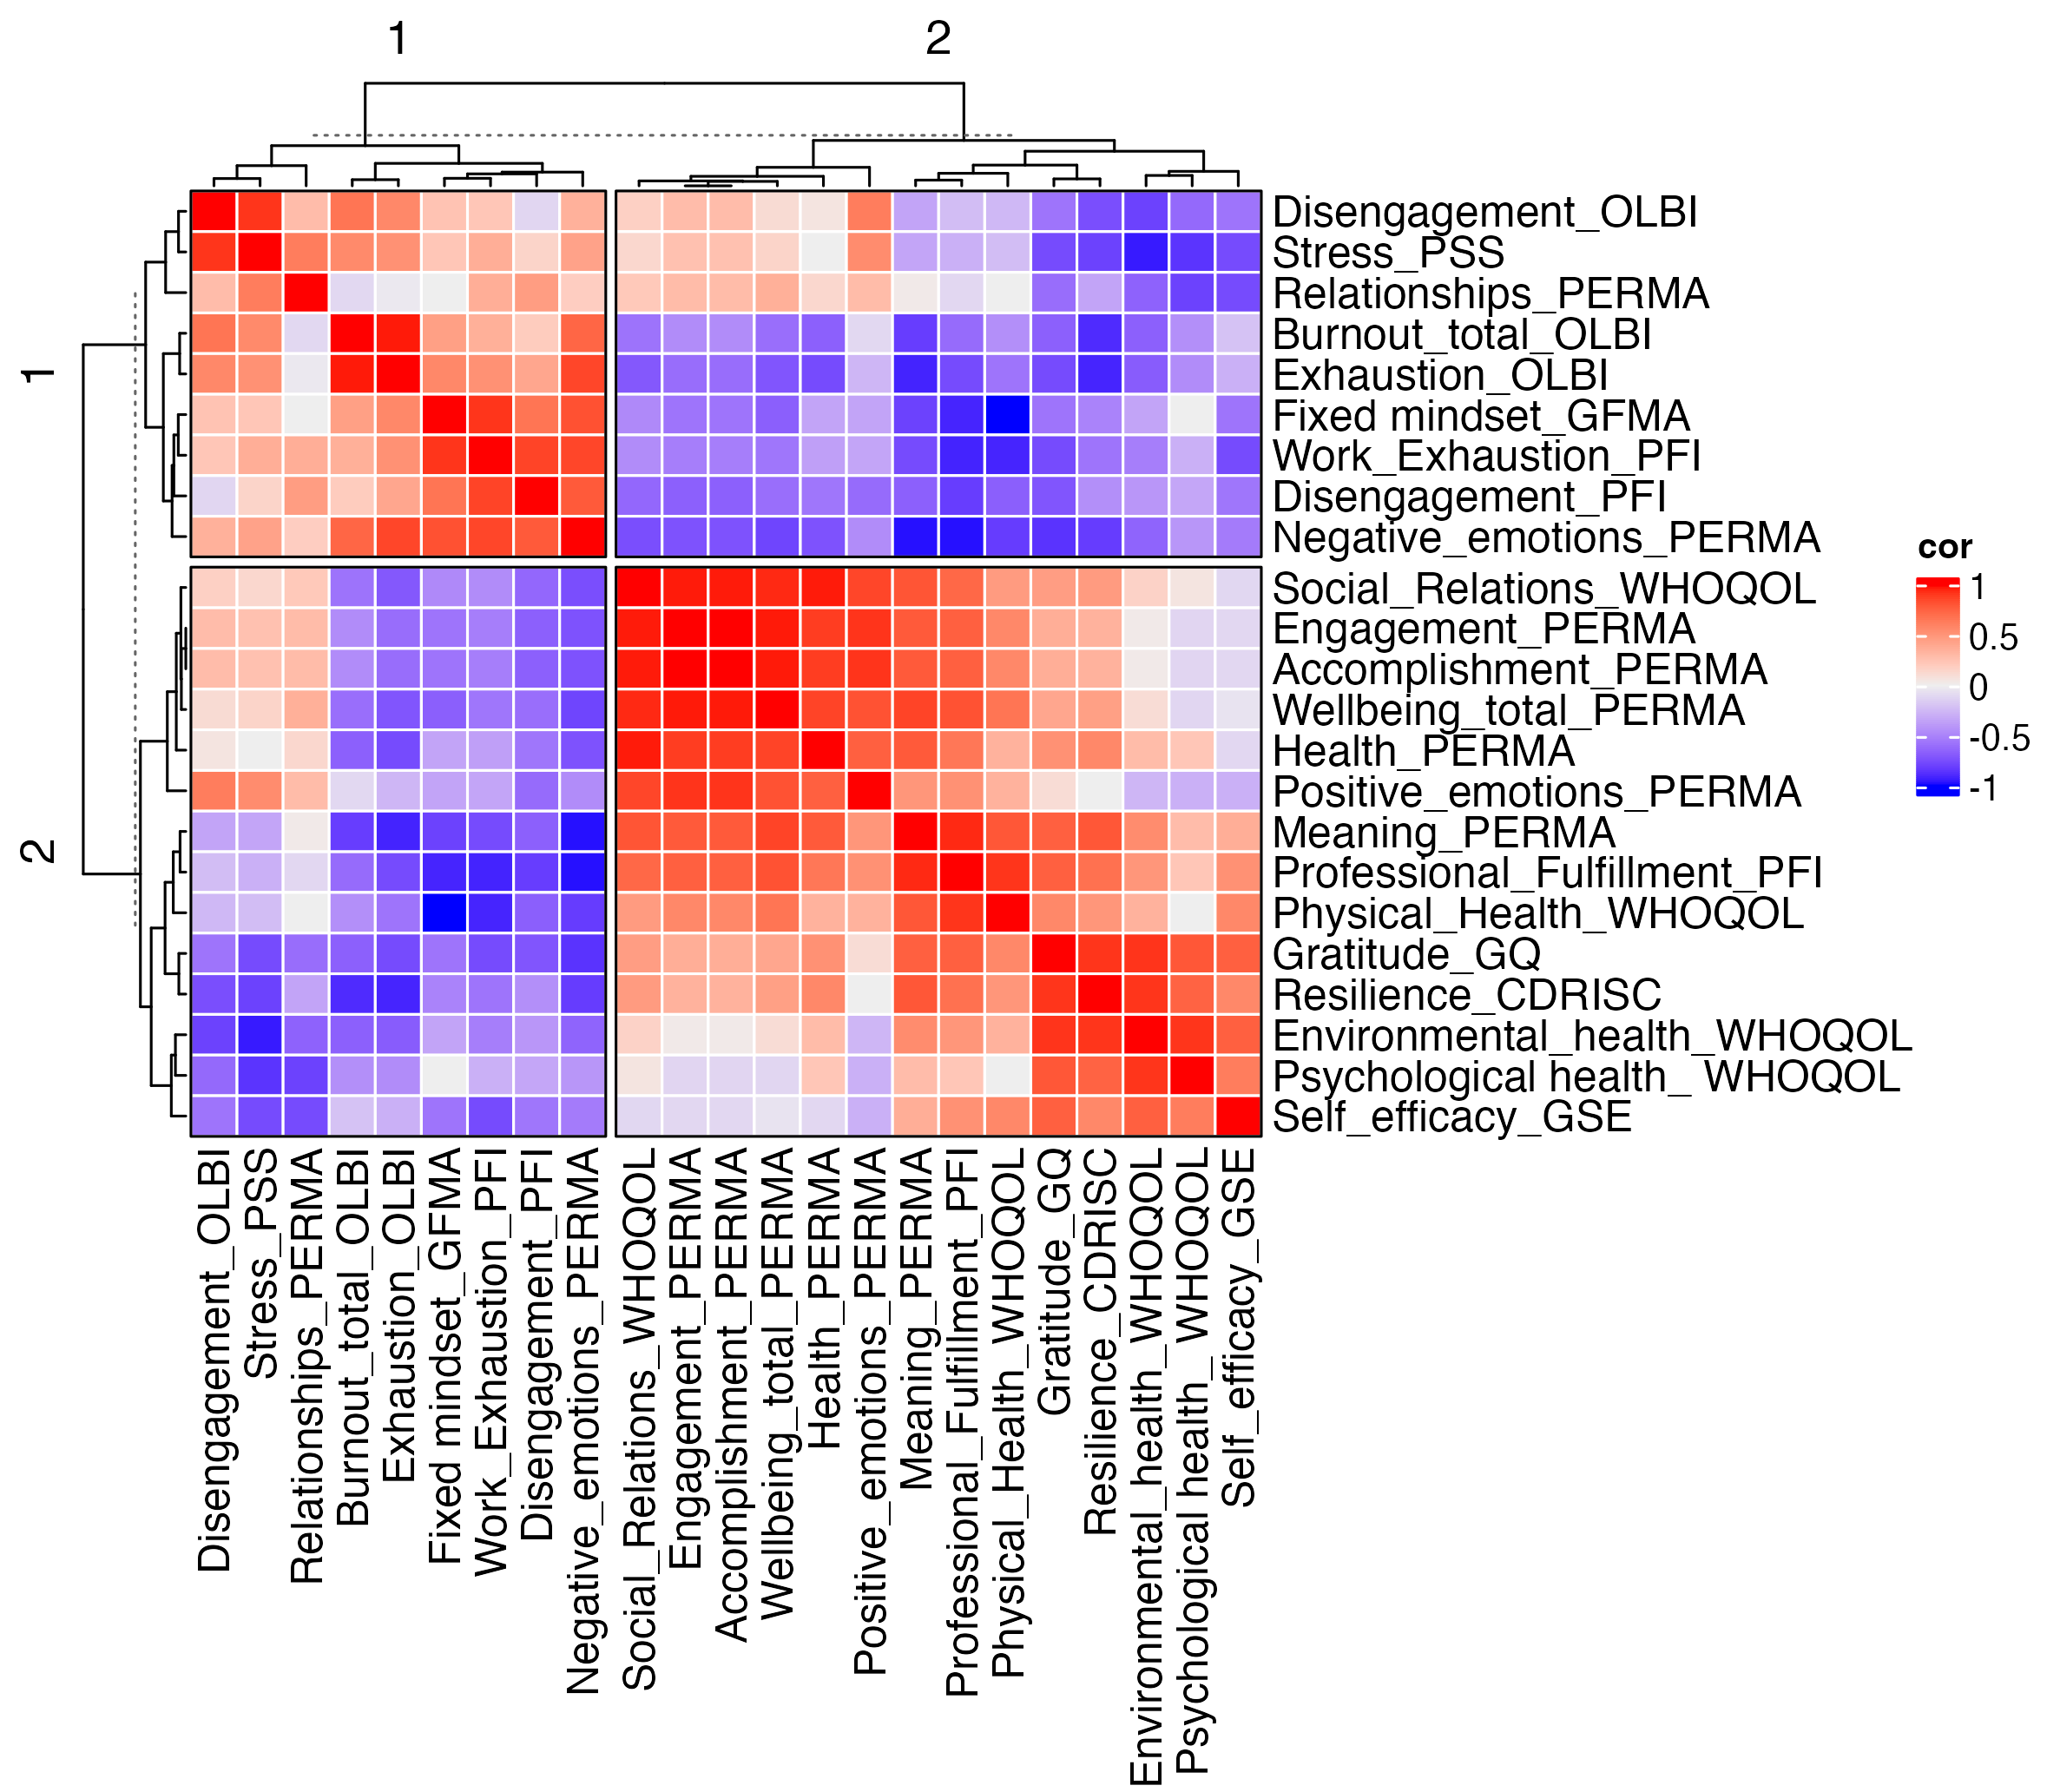 1
2
1
2
Disengagement_OLBI
Stress_PSS
Relationships_PERMA
Burnout_total_OLBI
Exhaustion_OLBI
Fixed mindset_GFMA
Work_Exhaustion_PFI
Disengagement_PFI
Negative_emotions_PERMA
Social_Relations_WHOQOL
Engagement_PERMA
Accomplishment_PERMA
Wellbeing_total_PERMA
Health_PERMA
Positive_emotions_PERMA
Meaning_PERMA
Professional_Fulfillment_PFI
Physical_Health_WHOQOL
Gratitude_GQ
Resilience_CDRISC
Environmental_health_WHOQOL
Psychological health_ WHOQOL
Self_efficacy_GSE
cor
1
0.5
0
-0.5
-1
Disengagement_OLBI
Stress_PSS
Relationships_PERMA
Burnout_total_OLBI
Exhaustion_OLBI
Fixed mindset_GFMA
Work_Exhaustion_PFI
Disengagement_PFI
Negative_emotions_PERMA
Social_Relations_WHOQOL
Engagement_PERMA
Accomplishment_PERMA
Wellbeing_total_PERMA
Health_PERMA
Positive_emotions_PERMA
Meaning_PERMA
Professional_Fulfillment_PFI
Physical_Health_WHOQOL
Gratitude_GQ
Resilience_CDRISC
Environmental_health_WHOQOL
Psychological health_ WHOQOL
Self_efficacy_GSE